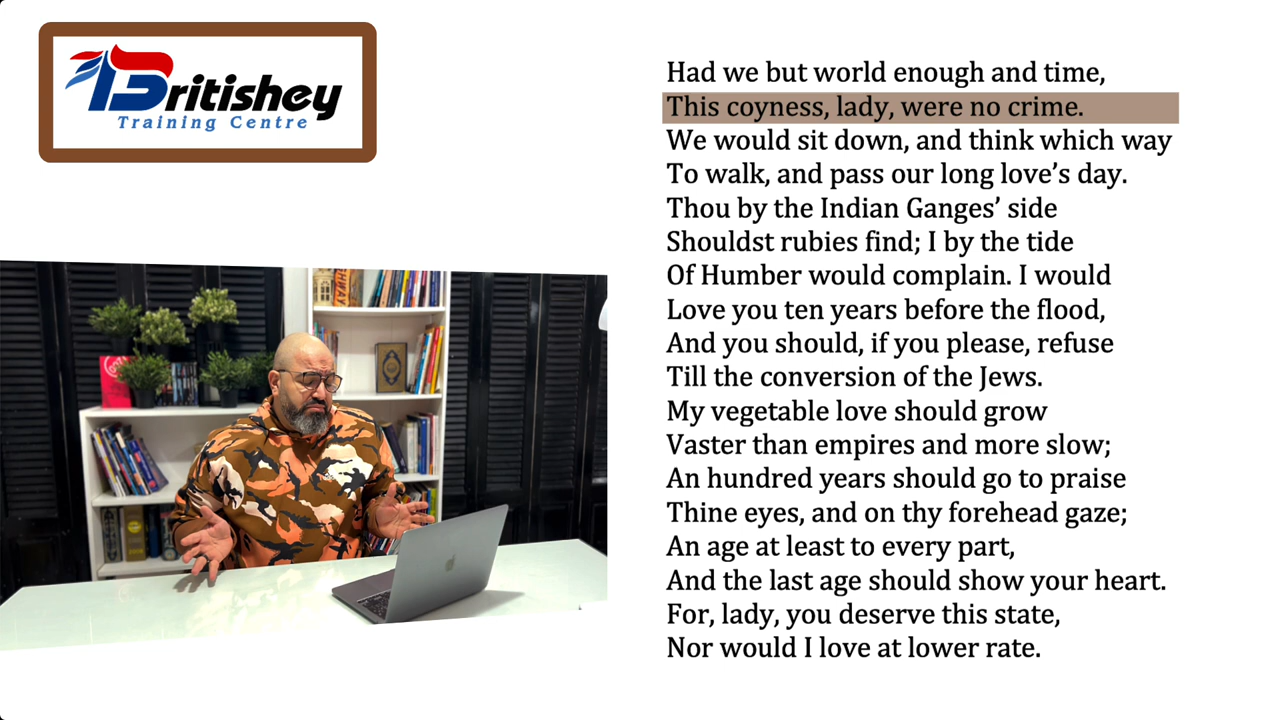 Britishey
Training Centre
Had we but world enough and time,
This coyness, lady, were no crime.
We would sit down, and think which way
To walk, and pass our long love’s day.
Thou by the Indian Ganges’ side
Shouldst rubies find; I by the tide
Of Humber would complain. I would
Love you ten years before the flood,
And you should, if you please, refuse
Till the conversion of the Jews.
My vegetable love should grow
Vaster than empires and more slow;
An hundred years should go to praise
Thine eyes, and on thy forehead gaze;
An age at least to every part,
And the last age should show your heart.
For, lady, you deserve this state,
Nor would I love at lower rate.